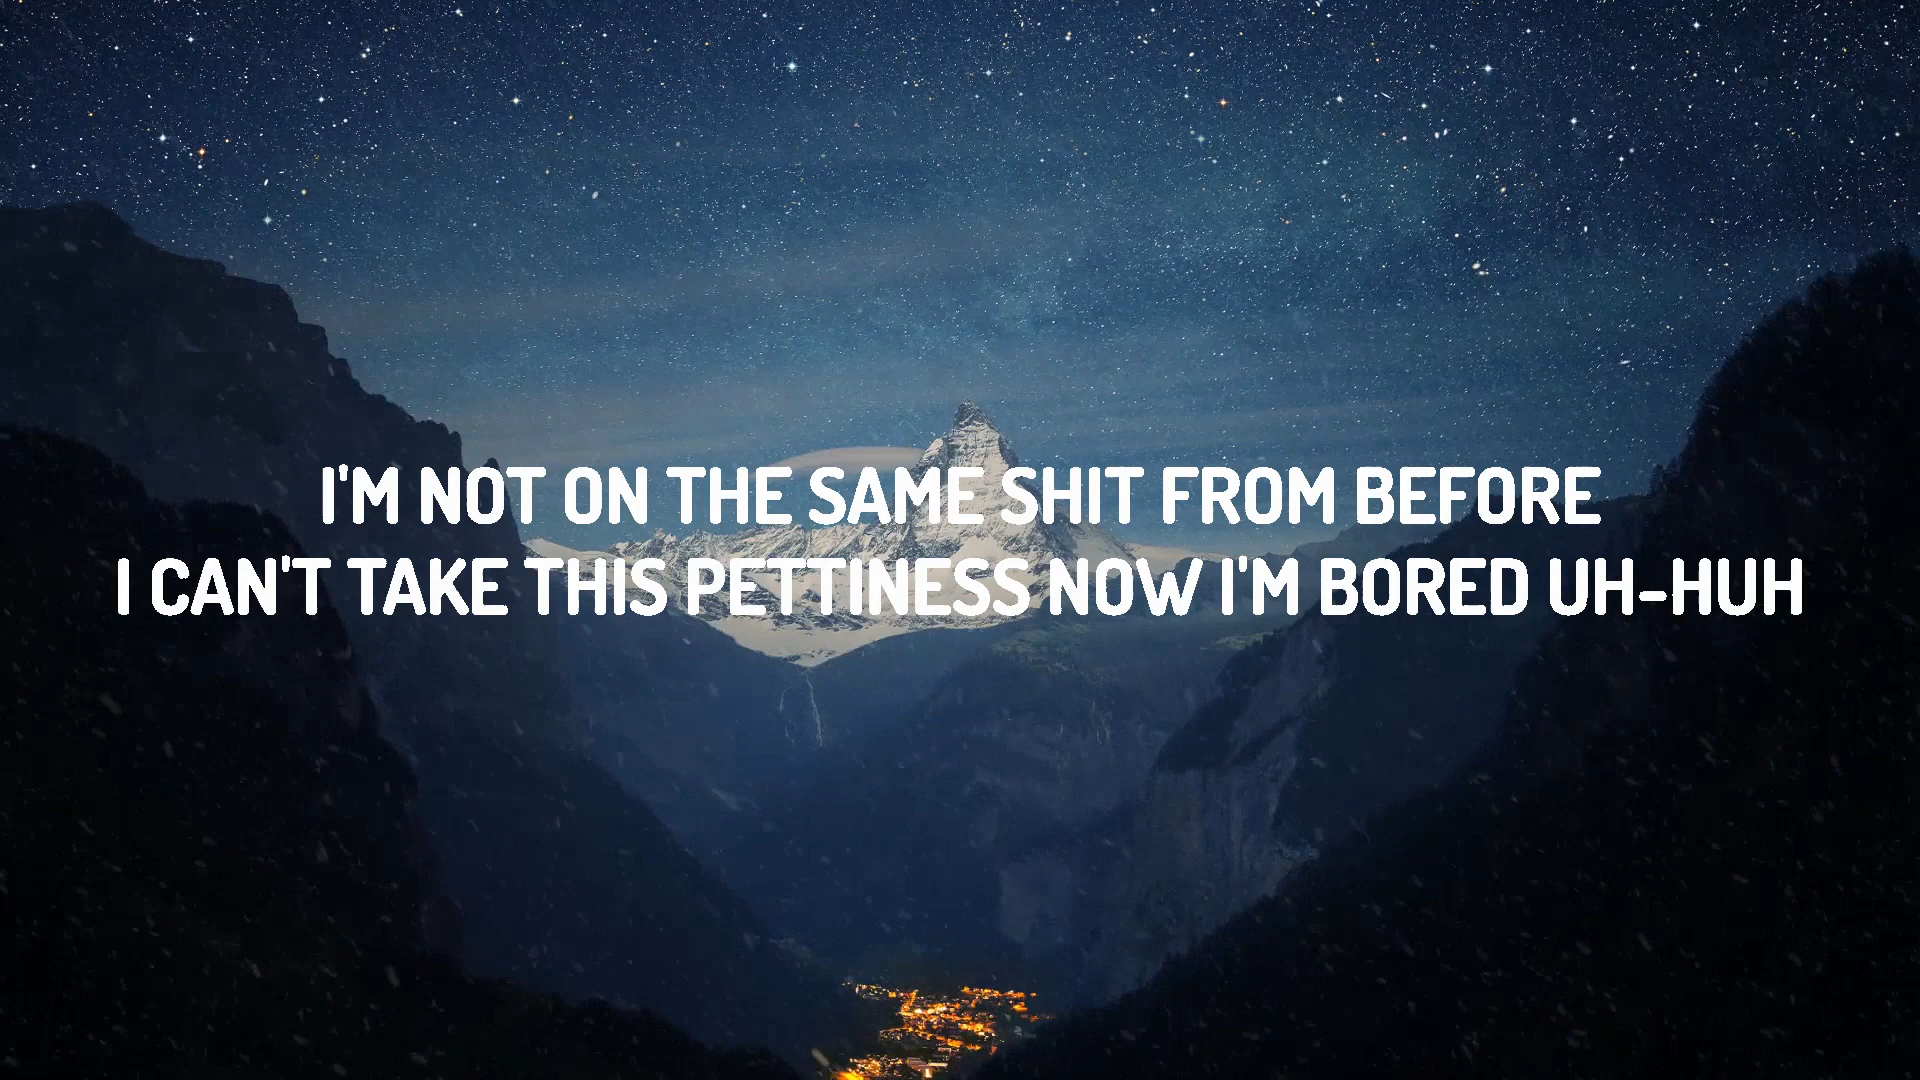 I'M NOT ON THE SAME SHIT FROM BEFORE
I CAN'T TAKE THIS PETTINESS NOW I'M BORED UH-HUH